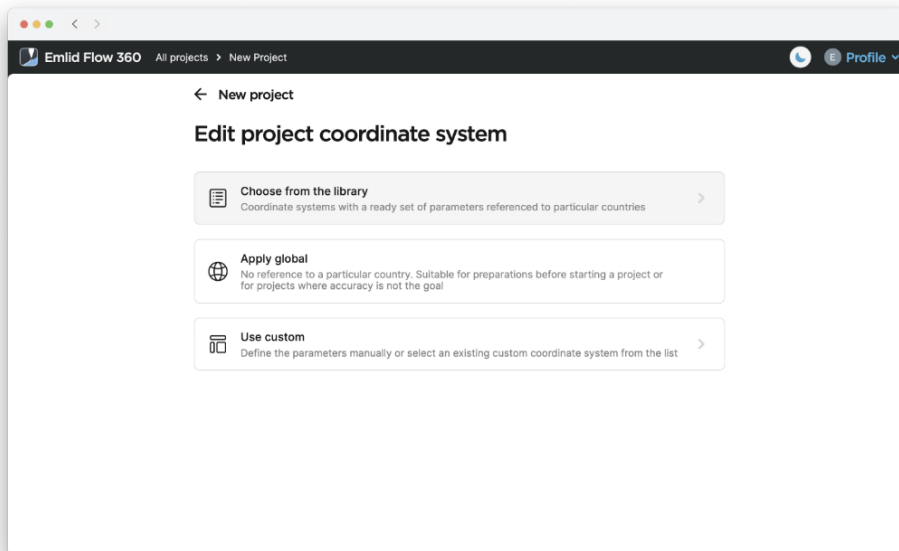 Emlid Flow 360 All projects > New Project E Profile
← New project
Edit project coordinate system
Choose from the library
Coordinate systems with a ready set of parameters referenced to particular countries
Apply global
No reference to a particular country. Suitable for preparations before starting a project or
for projects where accuracy is not the goal
Use custom
Define the parameters manually or select an existing custom coordinate system from the list